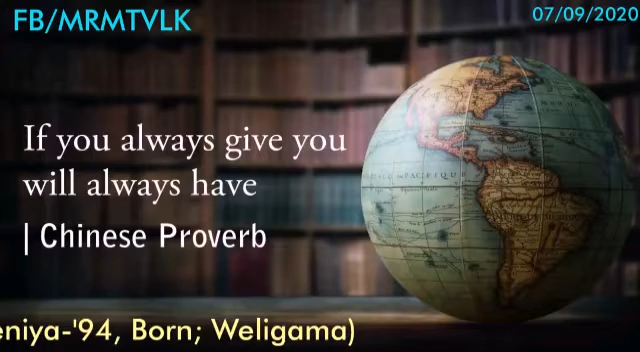 FB/MRMTVLK
07/09/2020
If you always give you
will always have
| Chinese Proverb
eniya-'94, Born; Weligama)